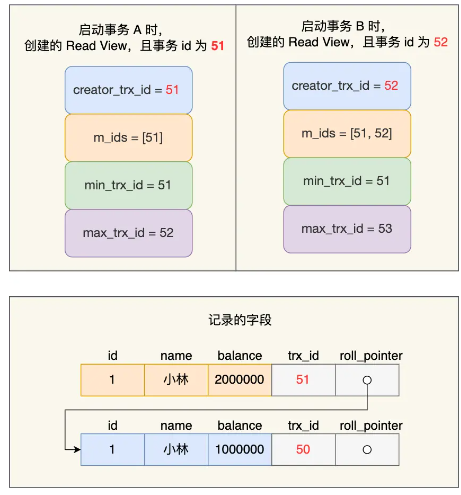 启动事务 A 时，
创建的 Read View，且事务 id 为 51
creator_trx_id = 51
m_ids = [51]
min_trx_id = 51
max_trx_id = 52
启动事务 B 时，
创建的 Read View，且事务 id 为 52
creator_trx_id = 52
m_ids = [51, 52]
min_trx_id = 51
max_trx_id = 53
记录的字段
id name balance trx_id roll_pointer
1 小林 2000000 51
id name balance trx_id roll_pointer
1 小林 1000000 50